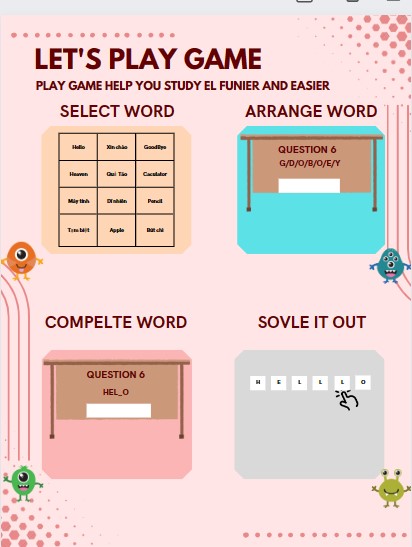 LET'S PLAY GAME
PLAY GAME HELP YOU STUDY EL FUNIER AND EASIER
SELECT WORD
Hello Xin chào Goodbye
Heaven Quả Táo Caculator
Máy tính Dĩ nhiên Pencil
Tạm biệt Apple Bút chì
ARRANGE WORD
QUESTION 6
G/D/O/B/O/E/Y
COMPELTE WORD
QUESTION 6
HEL_O
SOVLE IT OUT
H E L L L O